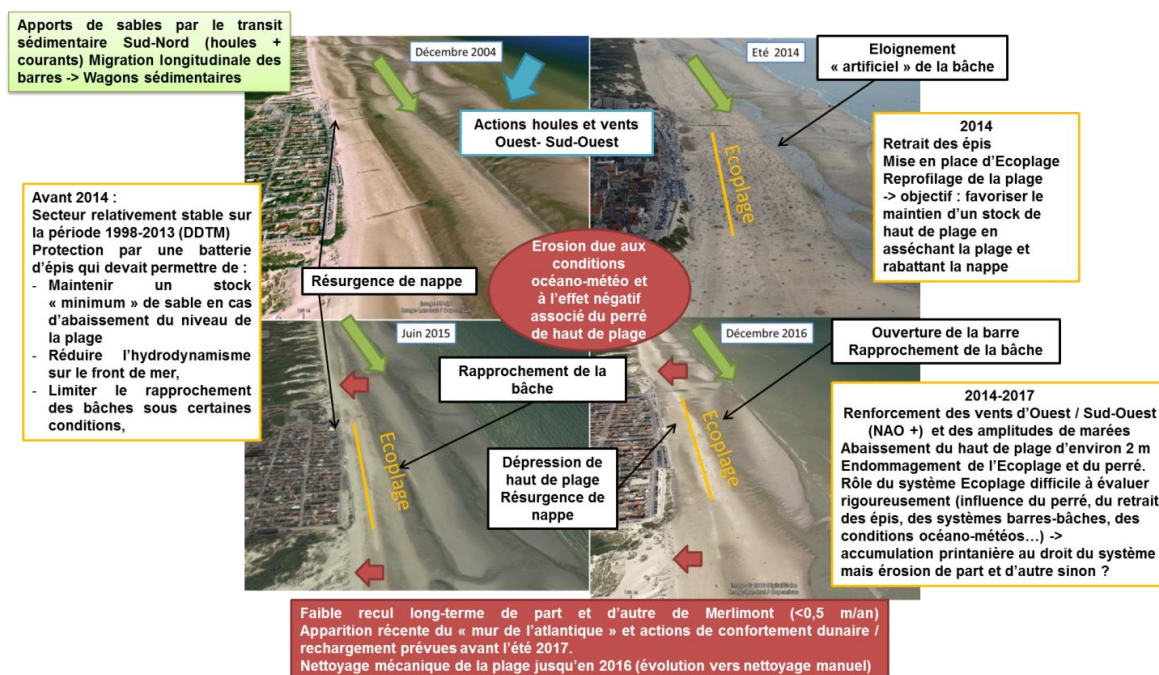 Apports de sables par le transit
sédimentaire Sud-Nord (houles +
courants) Migration longitudinale des
barres -> Wagons sédimentaires
Décembre 2004
Eté 2014
Eloignement
« artificiel » de la bâche
Actions houles et vents
Ouest- Sud-Ouest
Ecoplage
2014
Retrait des épis
Mise en place d’Ecoplage
Reprofilage de la plage
-> objectif : favoriser le
maintien d’un stock de
haut de plage en
asséchant la plage et
rabattant la nappe
Avant 2014 :
Secteur relativement stable sur
la période 1998-2013 (DDTM)
Protection par une batterie
d’épis qui devait permettre de :
- Maintenir un stock
« minimum » de sable en cas
d’abaissement du niveau de
la plage
- Réduire l’hydrodynamisme
sur le front de mer,
- Limiter le rapprochement
des bâches sous certaines
conditions,
Résurgence de nappe
Erosion due aux
conditions
océano-météo et
à l’effet négatif
associé du perré
de haut de plage
Juin 2015
Décembre 2016
Ouverture de la barre
Rapprochement de la bâche
Rapprochement de la
bâche
Ecoplage
Ecoplage
Dépression de
haut de plage
Résurgence de
nappe
2014-2017
Renforcement des vents d’Ouest / Sud-Ouest
(NAO +) et des amplitudes de marées
Abaissement du haut de plage d’environ 2 m
Endommagement de l’Ecoplage et du perré.
Rôle du système Ecoplage difficile à évaluer
rigoureusement (influence du perré, du retrait
des épis, des systèmes barres-bâches, des
conditions océano-météos…) ->
accumulation printanière au droit du système
mais érosion de part et d’autre sinon ?
Faible recul long-terme de part et d’autre de Merlimont (<0,5 m/an)
Apparition récente du « mur de l’atlantique » et actions de confortement dunaire /
rechargement prévues avant l’été 2017.
Nettoyage mécanique de la plage jusqu’en 2016 (évolution vers nettoyage manuel)